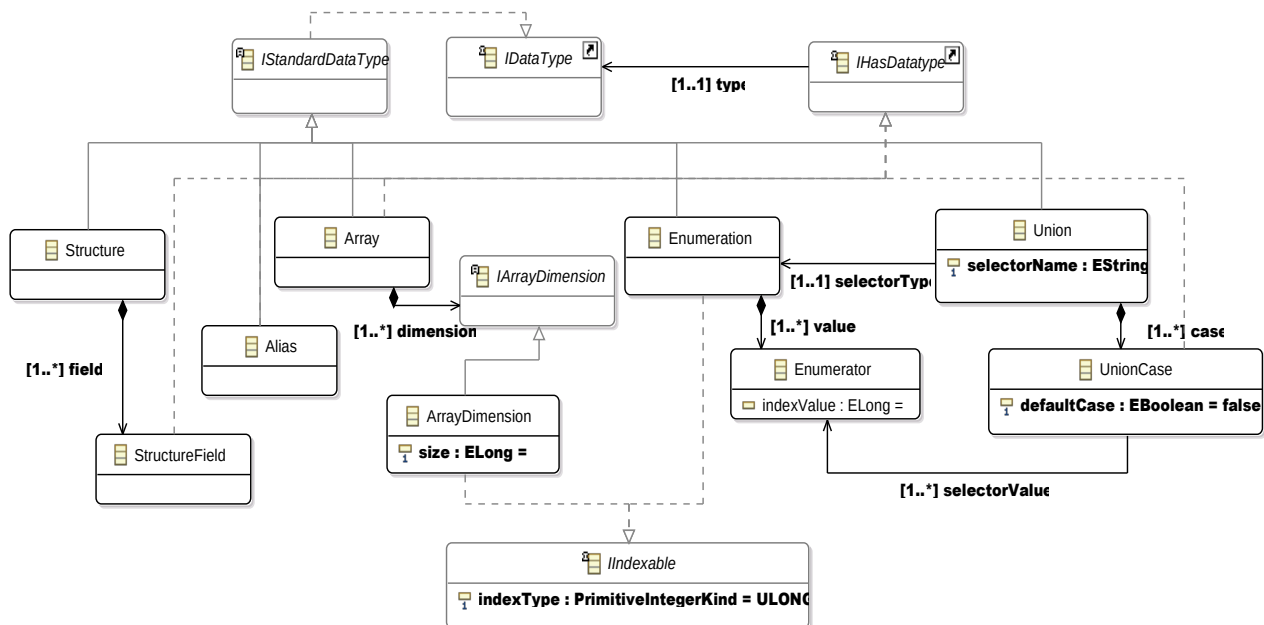 IStandardDataType
IDataType
IHasDatatype
[1..1] type
Structure
Array
Enumeration
Union
selectorName : EString
IArrayDimension
[1..1] selectorType
[1..*] dimension
[1..*] value
[1..*] case
Alias
[1..*] field
Enumerator
indexValue : ELong =
UnionCase
defaultCase : EBoolean = false
ArrayDimension
size : ELong =
StructureField
[1..*] selectorValue
IIndexable
indexType : PrimitiveIntegerKind = ULONG